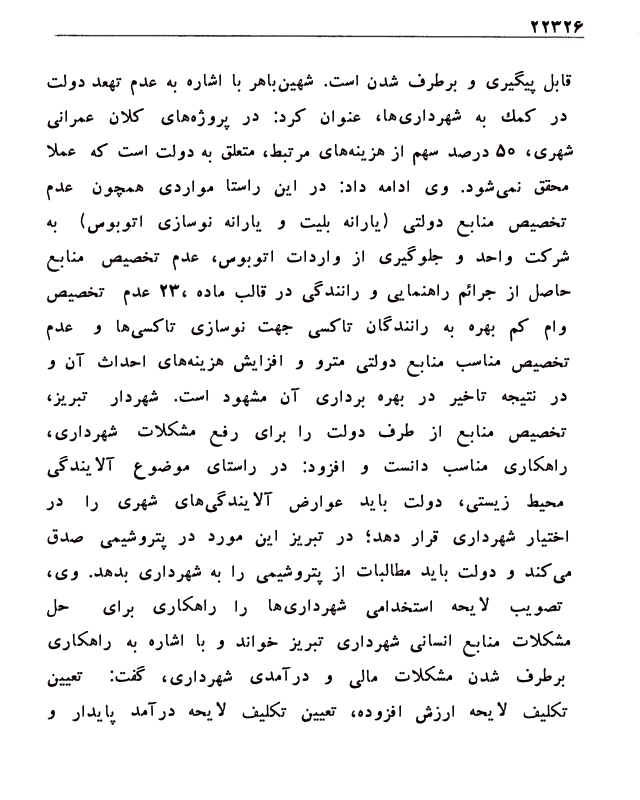 ۲۲۳۲۶
قابل پیگیری و برطرف شدن است. شهین‌باهر با اشاره به عدم تهعد دولت
در کمك به شهرداری‌ها، عنوان کرد: در پروژه‌های کلان عمرانی
شهری، ۵۰ درصد سهم از هزینه‌های مرتبط، متعلق به دولت است که عملا
محقق نمی‌شود. وی ادامه داد: در این راستا مواردی همچون عدم
تخصیص منابع دولتی (یارانه بلیت و یارانه نوسازی اتوبوس) به
شرکت واحد و جلوگیری از واردات اتوبوس، عدم تخصیص منابع
حاصل از جرائم راهنمایی و رانندگی در قالب ماده ،۲۳ عدم تخصیص
وام کم بهره به رانندگان تاکسی جهت نوسازی تاکسی‌ها و عدم
تخصیص مناسب منابع دولتی مترو و افزایش هزینه‌های احداث آن و
در نتیجه تاخیر در بهره برداری آن مشهود است. شهردار تبریز،
تخصیص منابع از طرف دولت را برای رفع مشکلات شهرداری،
راهکاری مناسب دانست و افزود: در راستای موضوع آلایندگی
محیط زیستی، دولت باید عوارض آلایندگی‌های شهری را در
اختیار شهرداری قرار دهد؛ در تبریز این مورد در پتروشیمی صدق
می‌کند و دولت باید مطالبات از پتروشیمی را به شهرداری بدهد. وی،
تصویب لایحه استخدامی شهرداری‌ها را راهکاری برای حل
مشکلات منابع انسانی شهرداری تبریز خواند و با اشاره به راهکاری
برطرف شدن مشکلات مالی و درآمدی شهرداری، گفت: تعیین
تکلیف لایحه ارزش افزوده، تعیین تکلیف لایحه درآمد پایدار و